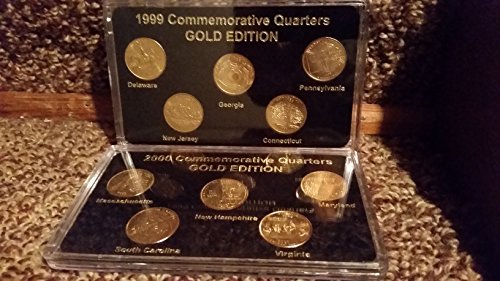 1999 Commemorative Quarters
GOLD EDITION
Delaware
Georgia
Pennsylvania
New Jersey
Connecticut
2000 Commemorative Quarters
GOLD EDITION
Massachusetts
New Hampshire
Maryland
South Carolina
Virginia